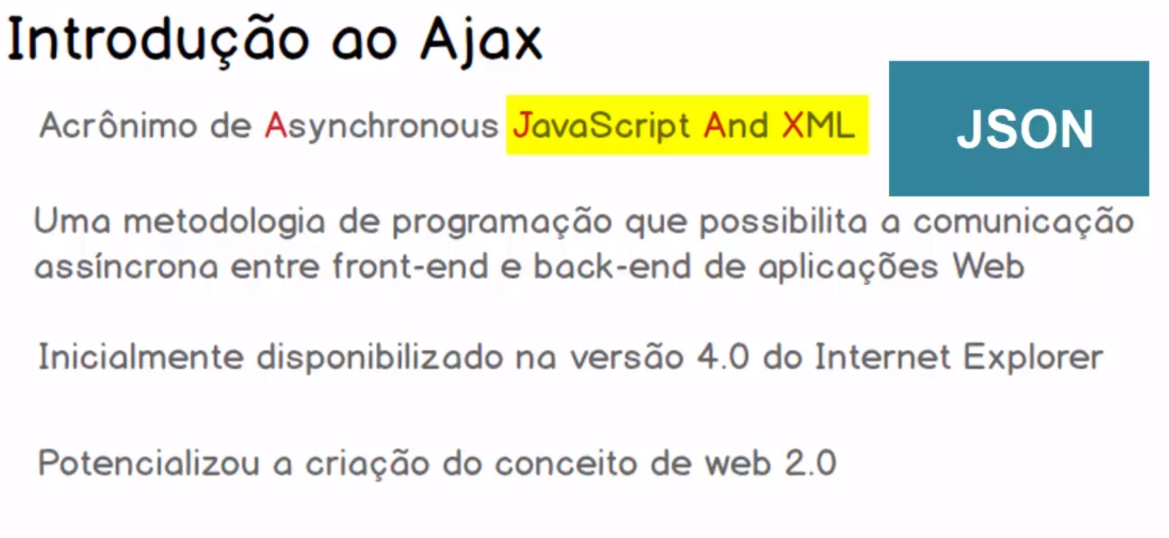 Introdução ao Ajax
Acrônimo de Asynchronous JavaScript And XML
JSON
Uma metodologia de programação que possibilita a comunicação
assíncrona entre front-end e back-end de aplicações Web
Inicialmente disponibilizado na versão 4.0 do Internet Explorer
Potencializou a criação do conceito de web 2.0